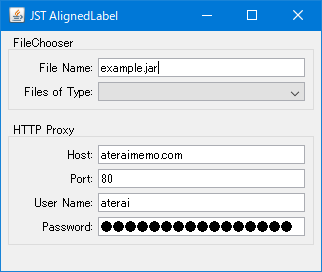 JST AlignedLabel
FileChooser
File Name: example.jar
Files of Type:
HTTP Proxy
Host: ateraimemo.com
Port: 80
User Name: aterai
Password: ●●●●●●●●●●●●●●●●